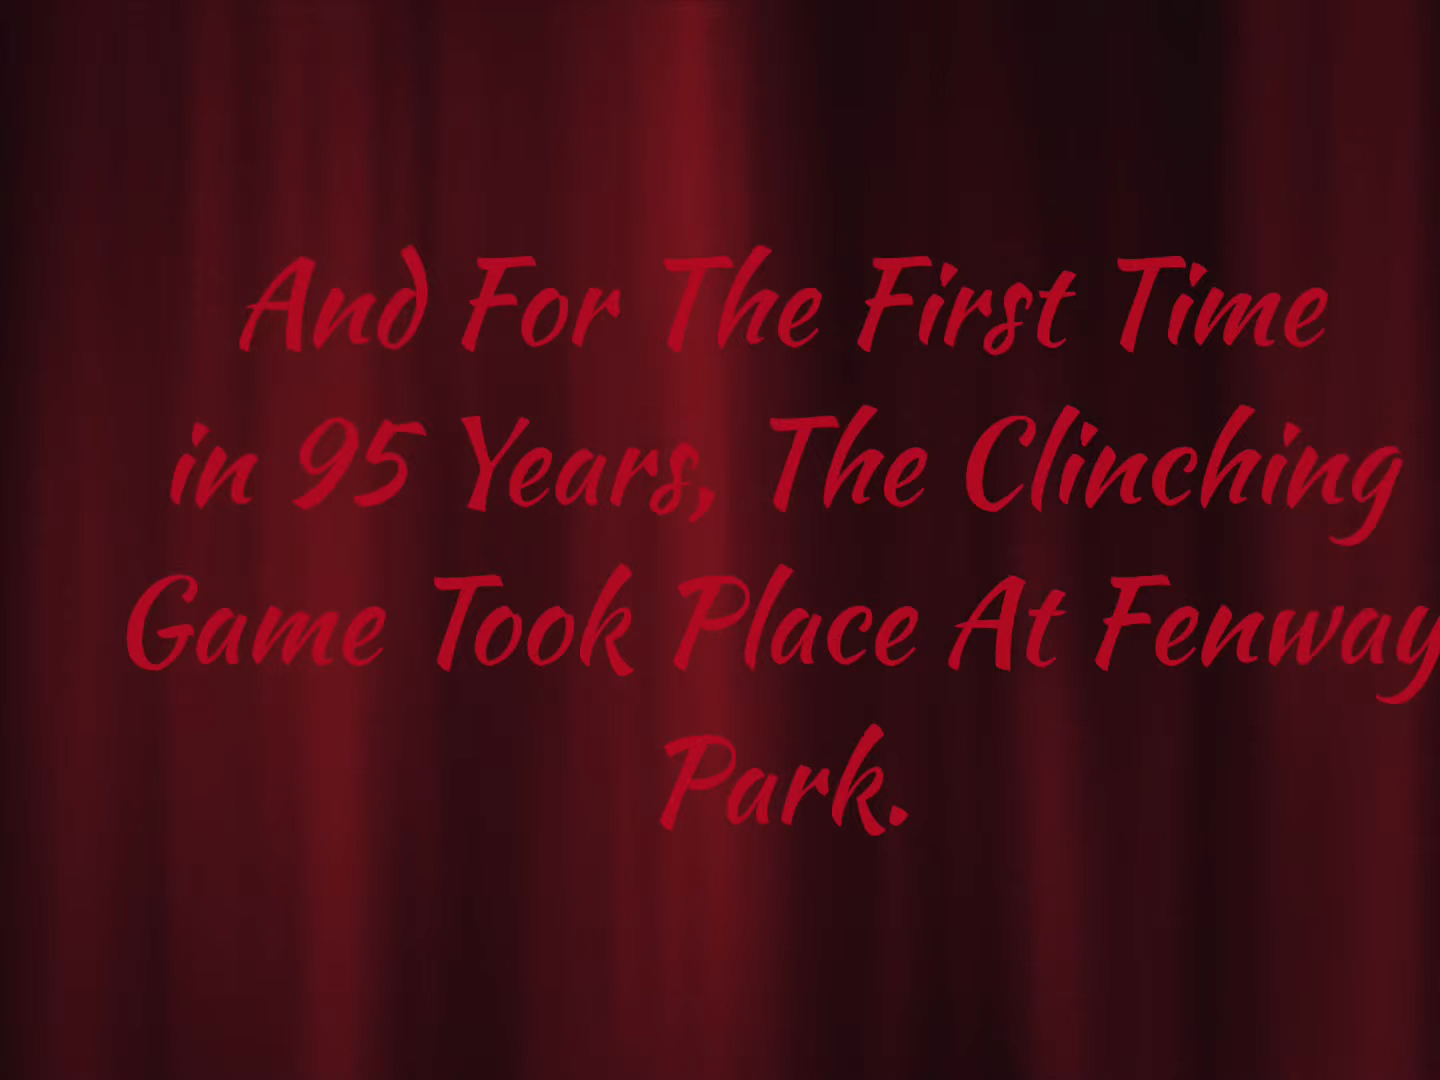 And For The First Time
in 95 Years, The Clinching
Game Took Place At Fenway
Park.